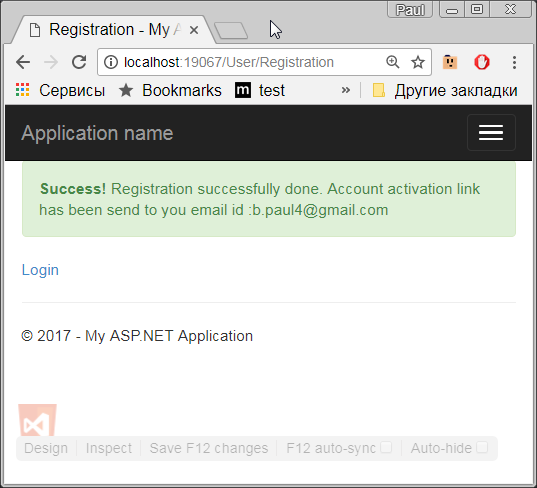 Paul
Registration - My A
localhost:19067/User/Registration
Сервисы Bookmarks m test » Другие закладки
Application name
Success! Registration successfully done. Account activation link
has been send to you email id :b.paul4@gmail.com
Login
© 2017 - My ASP.NET Application
Design Inspect Save F12 changes F12 auto-sync Auto-hide